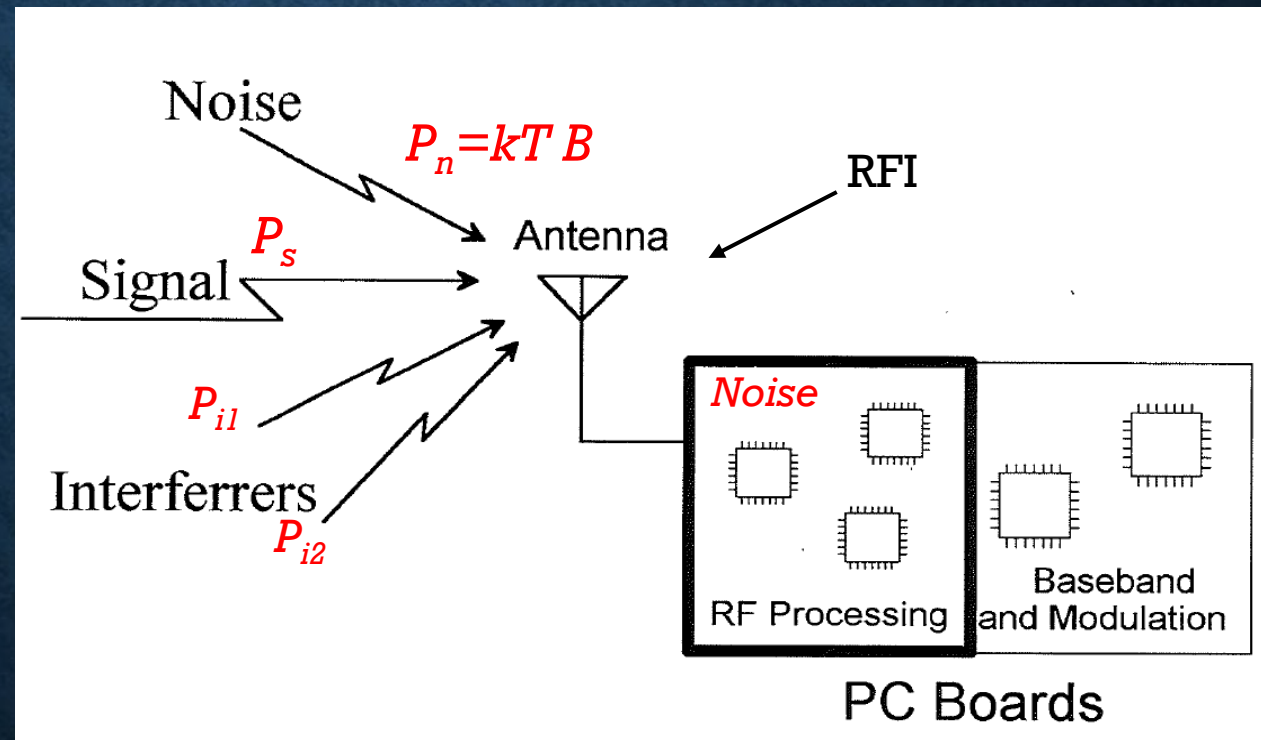 Noise
P_n=kT B
RFI
Antenna
P_s
Signal
P_i1
Noise
Interferrers
P_i2
Baseband
RF Processing
and Modulation
PC Boards